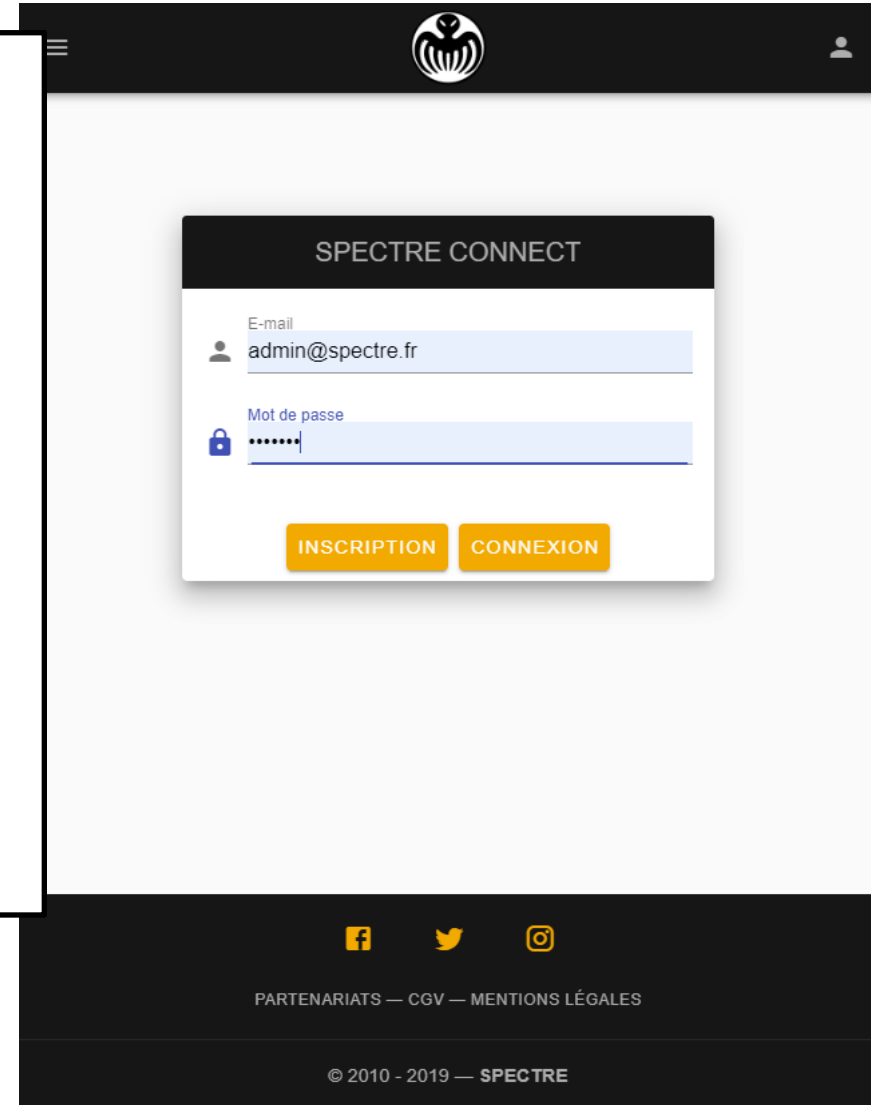 SPECTRE CONNECT
E-mail
admin@spectre.fr
Mot de passe
•••••••
INSCRIPTION CONNEXION
PARTENARIATS — CGV — MENTIONS LÉGALES
© 2010 - 2019 — SPECTRE